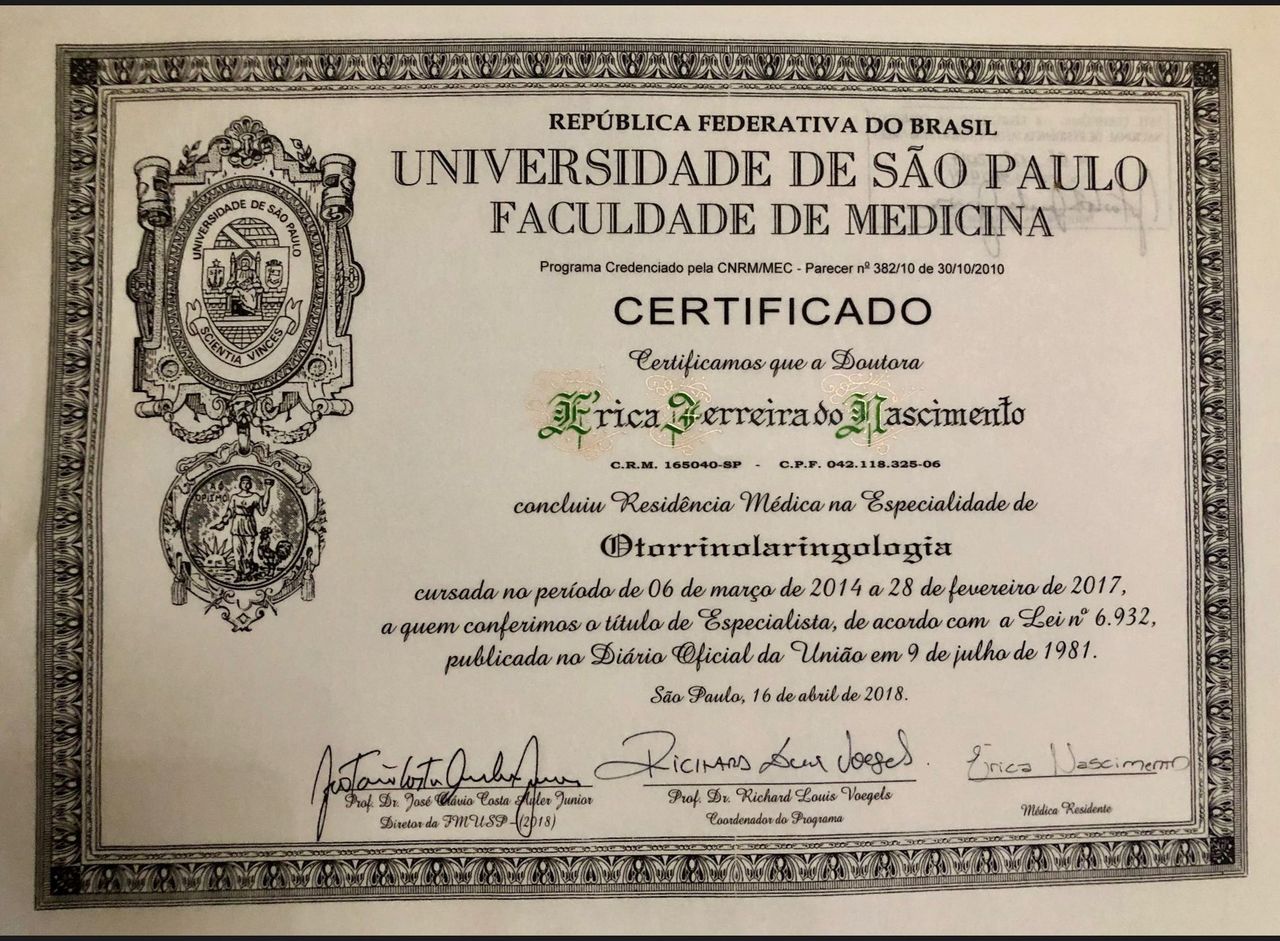 REPÚBLICA FEDERATIVA DO BRASIL
UNIVERSIDADE DE SÃO PAULO
FACULDADE DE MEDICINA
Programa Credenciado pela CNRM/MEC - Parecer nº 382/10 de 30/10/2010
CERTIFICADO
Certificamos que a Doutora
Erica Ferreira do Nascimento
C.R.M. 165040-SP - C.P.F. 042.118.325-06
concluiu Residência Médica na Especialidade de
Otorrinolaringologia
cursada no período de 06 de março de 2014 a 28 de fevereiro de 2017,
a quem conferimos o título de Especialista, de acordo com a Lei nº 6.932,
publicada no Diário Oficial da União em 9 de julho de 1981.
São Paulo, 16 de abril de 2018.
Richard Luis Voegels
Erica Nascimento
Prof. Dr. José Otávio Costa Auler Junior
Diretor da FMUSP - (2018)
Prof. Dr. Richard Louis Voegels
Coordenador do Programa
Médica Residente
UNIVERSIDADE DE SÃO PAULO
SCIENTIA VINCES
OPTIMO